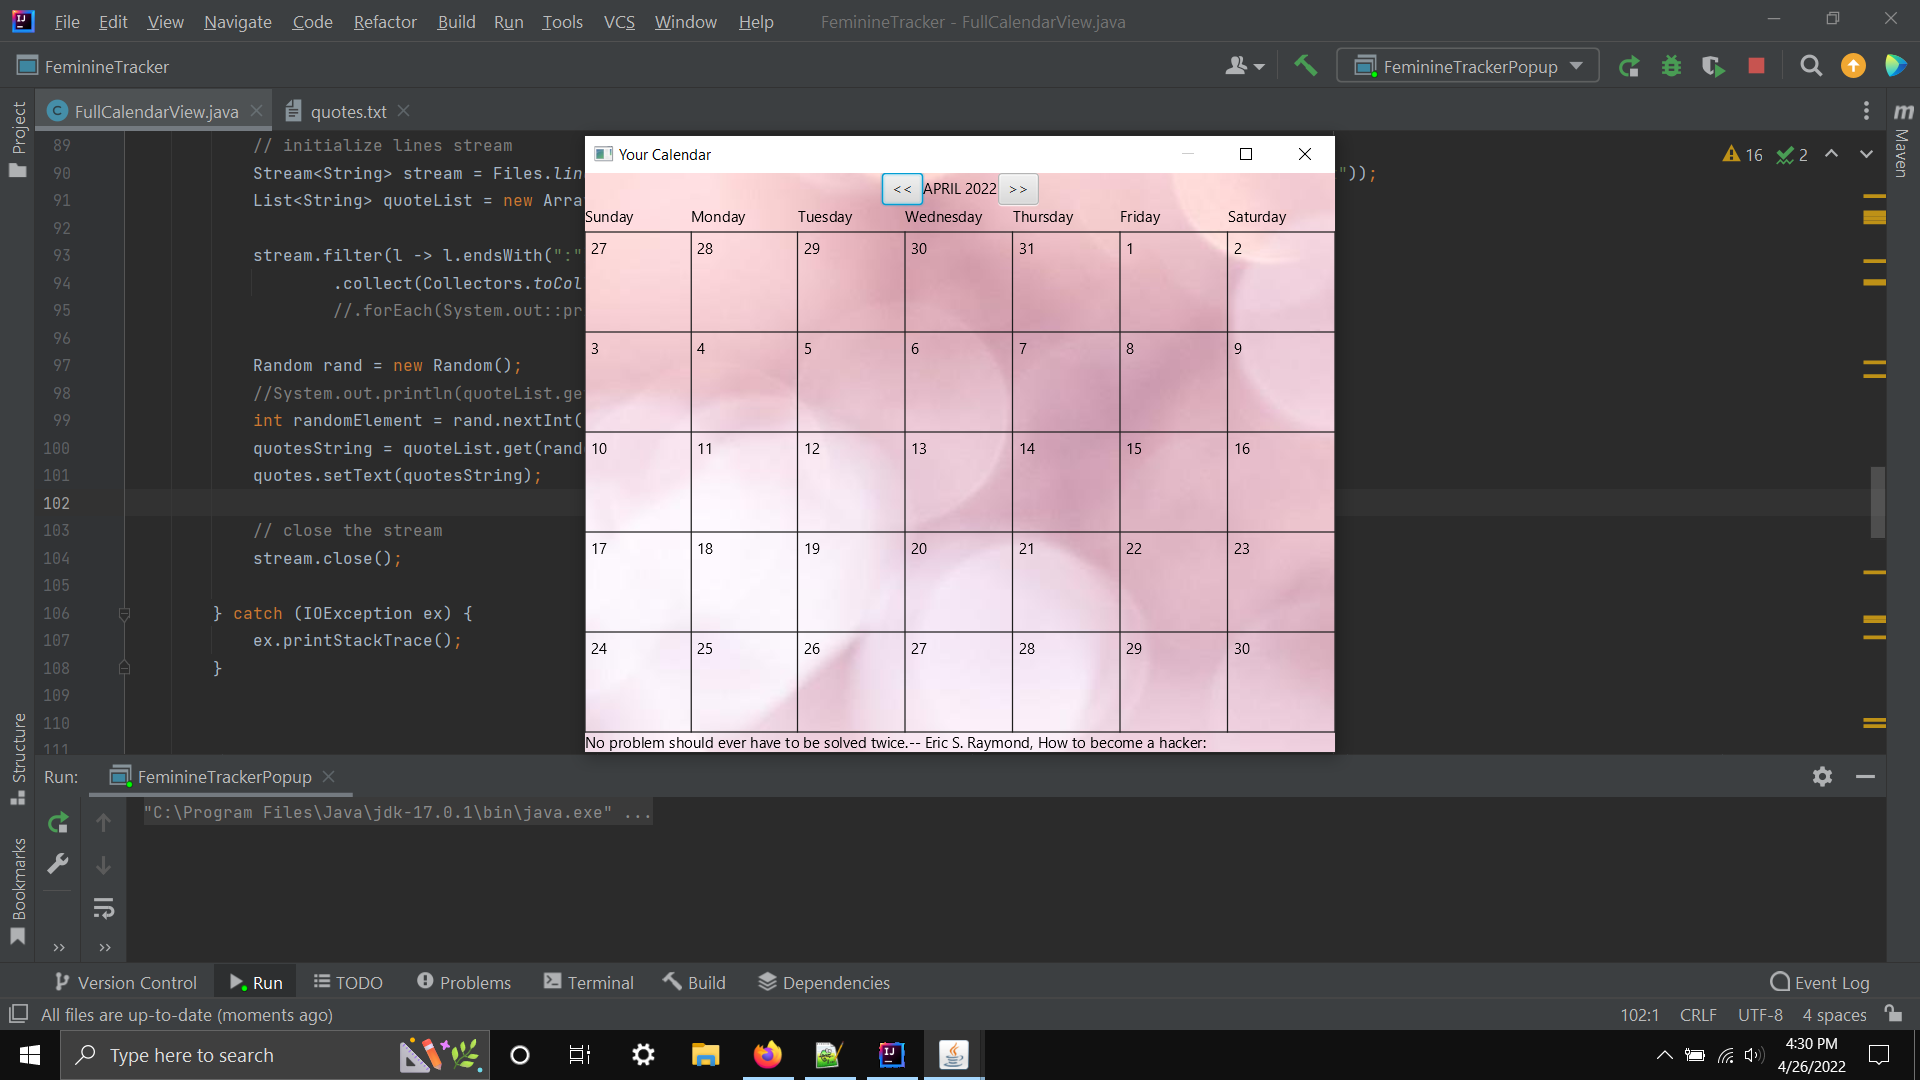 File Edit View Navigate Code Refactor Build Run Tools VCS Window Help FeminineTracker - FullCalendarView.java
FeminineTracker
FeminineTrackerPopup
Project
FullCalendarView.java
quotes.txt
Maven
16 2
89 // initialize lines stream
90 Stream<String> stream = Files.lin "));
91 List<String> quoteList = new Arra
92
93 stream.filter(l -> l.endsWith(":"
94 .collect(Collectors.toCol
95 //.forEach(System.out::pr
96
97 Random rand = new Random();
98 //System.out.println(quoteList.ge
99 int randomElement = rand.nextInt(
100 quotesString = quoteList.get(rand
101 quotes.setText(quotesString);
102
103 // close the stream
104 stream.close();
105
106 } catch (IOException ex) {
107 ex.printStackTrace();
108 }
109
110
111
Your Calendar
<< APRIL 2022 >>
Sunday Monday Tuesday Wednesday Thursday Friday Saturday
27 28 29 30 31 1 2
3 4 5 6 7 8 9
10 11 12 13 14 15 16
17 18 19 20 21 22 23
24 25 26 27 28 29 30
No problem should ever have to be solved twice.-- Eric S. Raymond, How to become a hacker:
Structure
Bookmarks
Run: FeminineTrackerPopup
"C:\Program Files\Java\jdk-17.0.1\bin\java.exe" ...
Version Control Run TODO Problems Terminal Build Dependencies Event Log
All files are up-to-date (moments ago) 102:1 CRLF UTF-8 4 spaces
Type here to search
4:30 PM
4/26/2022